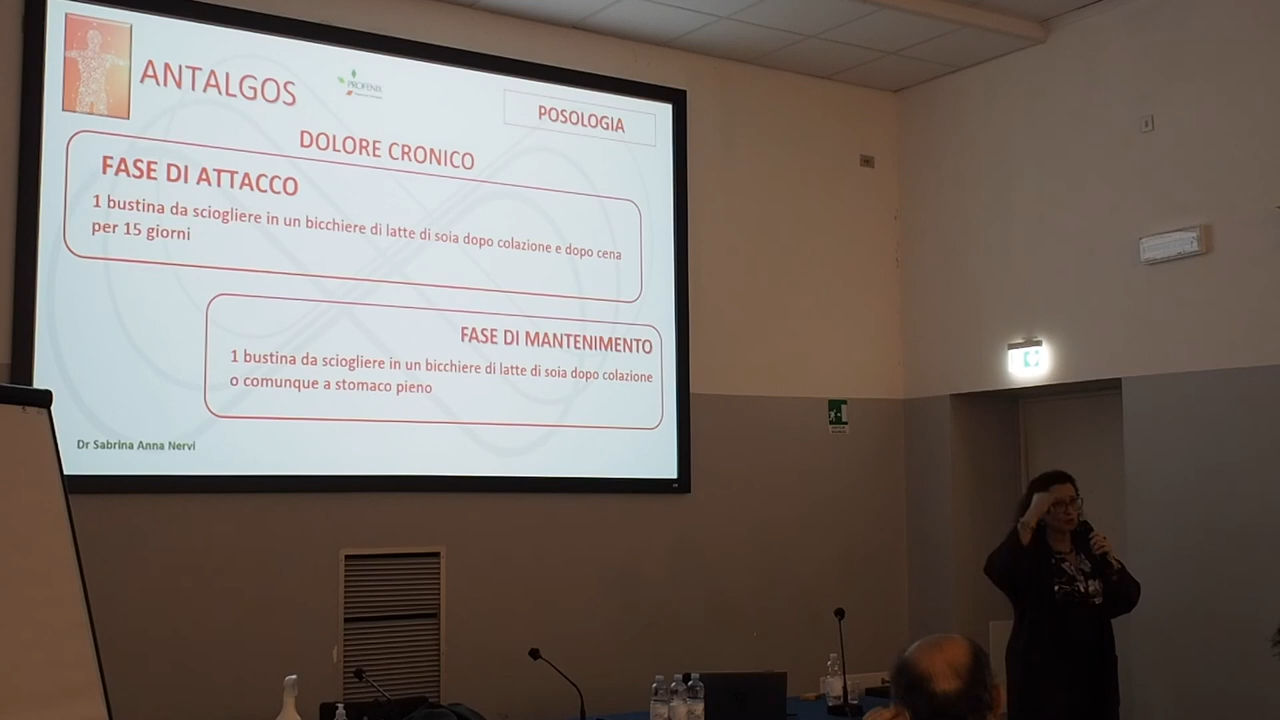 ANTALGOS
PROFENIX
POSOLOGIA
DOLORE CRONICO
FASE DI ATTACCO
1 bustina da sciogliere in un bicchiere di latte di soia dopo colazione e dopo cena
per 15 giorni
FASE DI MANTENIMENTO
1 bustina da sciogliere in un bicchiere di latte di soia dopo colazione
o comunque a stomaco pieno
Dr Sabrina Anna Nervi